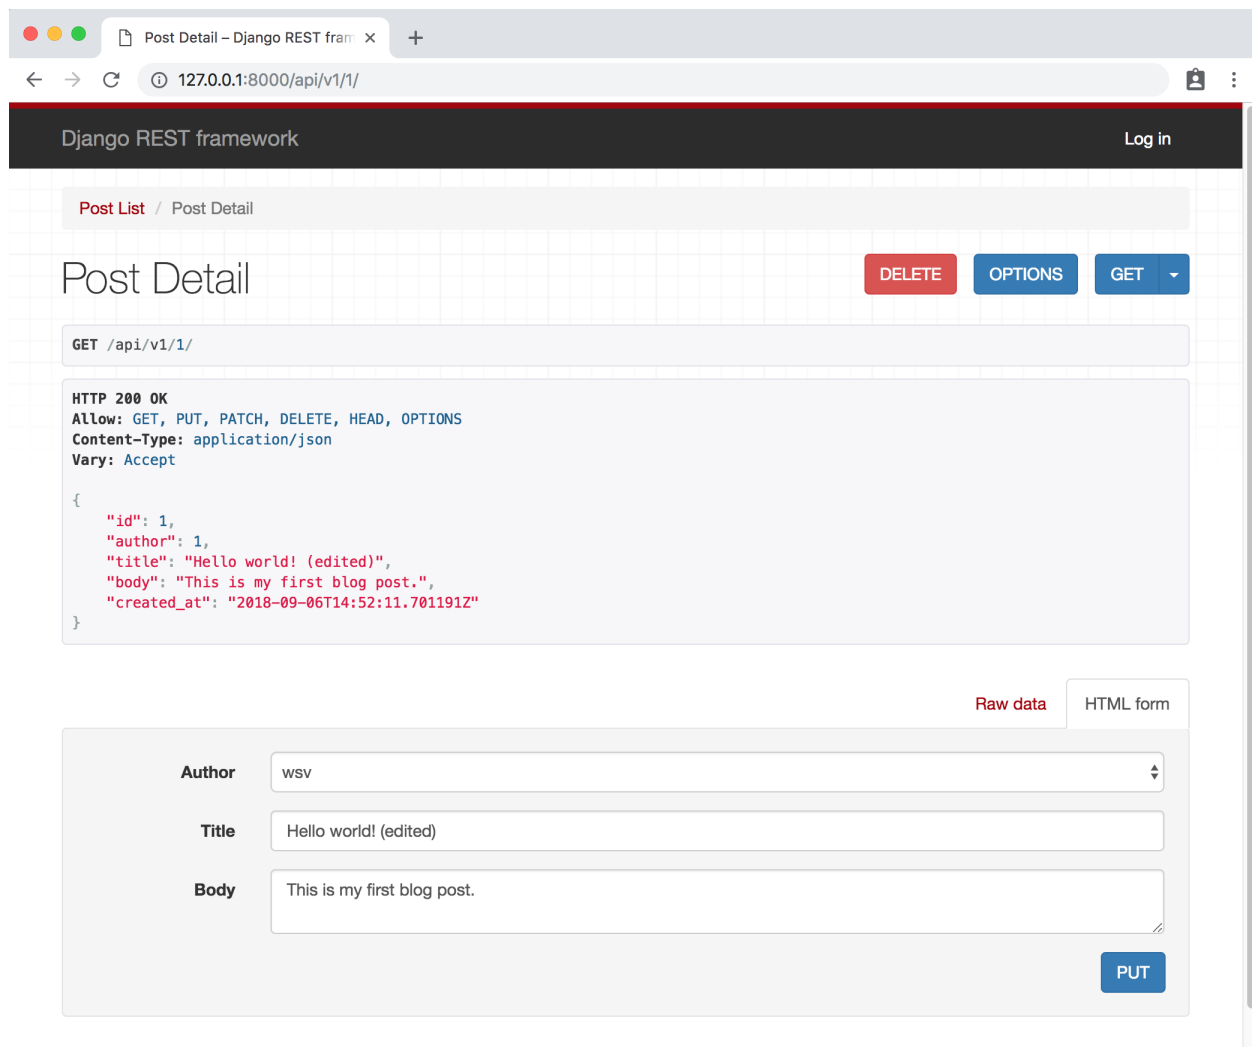 Post Detail – Django REST fram
127.0.0.1:8000/api/v1/1/
Django REST framework
Log in
Post List / Post Detail
Post Detail
DELETE
OPTIONS
GET
GET /api/v1/1/
HTTP 200 OK
Allow: GET, PUT, PATCH, DELETE, HEAD, OPTIONS
Content-Type: application/json
Vary: Accept
{
"id": 1,
"author": 1,
"title": "Hello world! (edited)",
"body": "This is my first blog post.",
"created_at": "2018-09-06T14:52:11.701191Z"
}
Raw data
HTML form
Author
wsv
Title
Hello world! (edited)
Body
This is my first blog post.
PUT